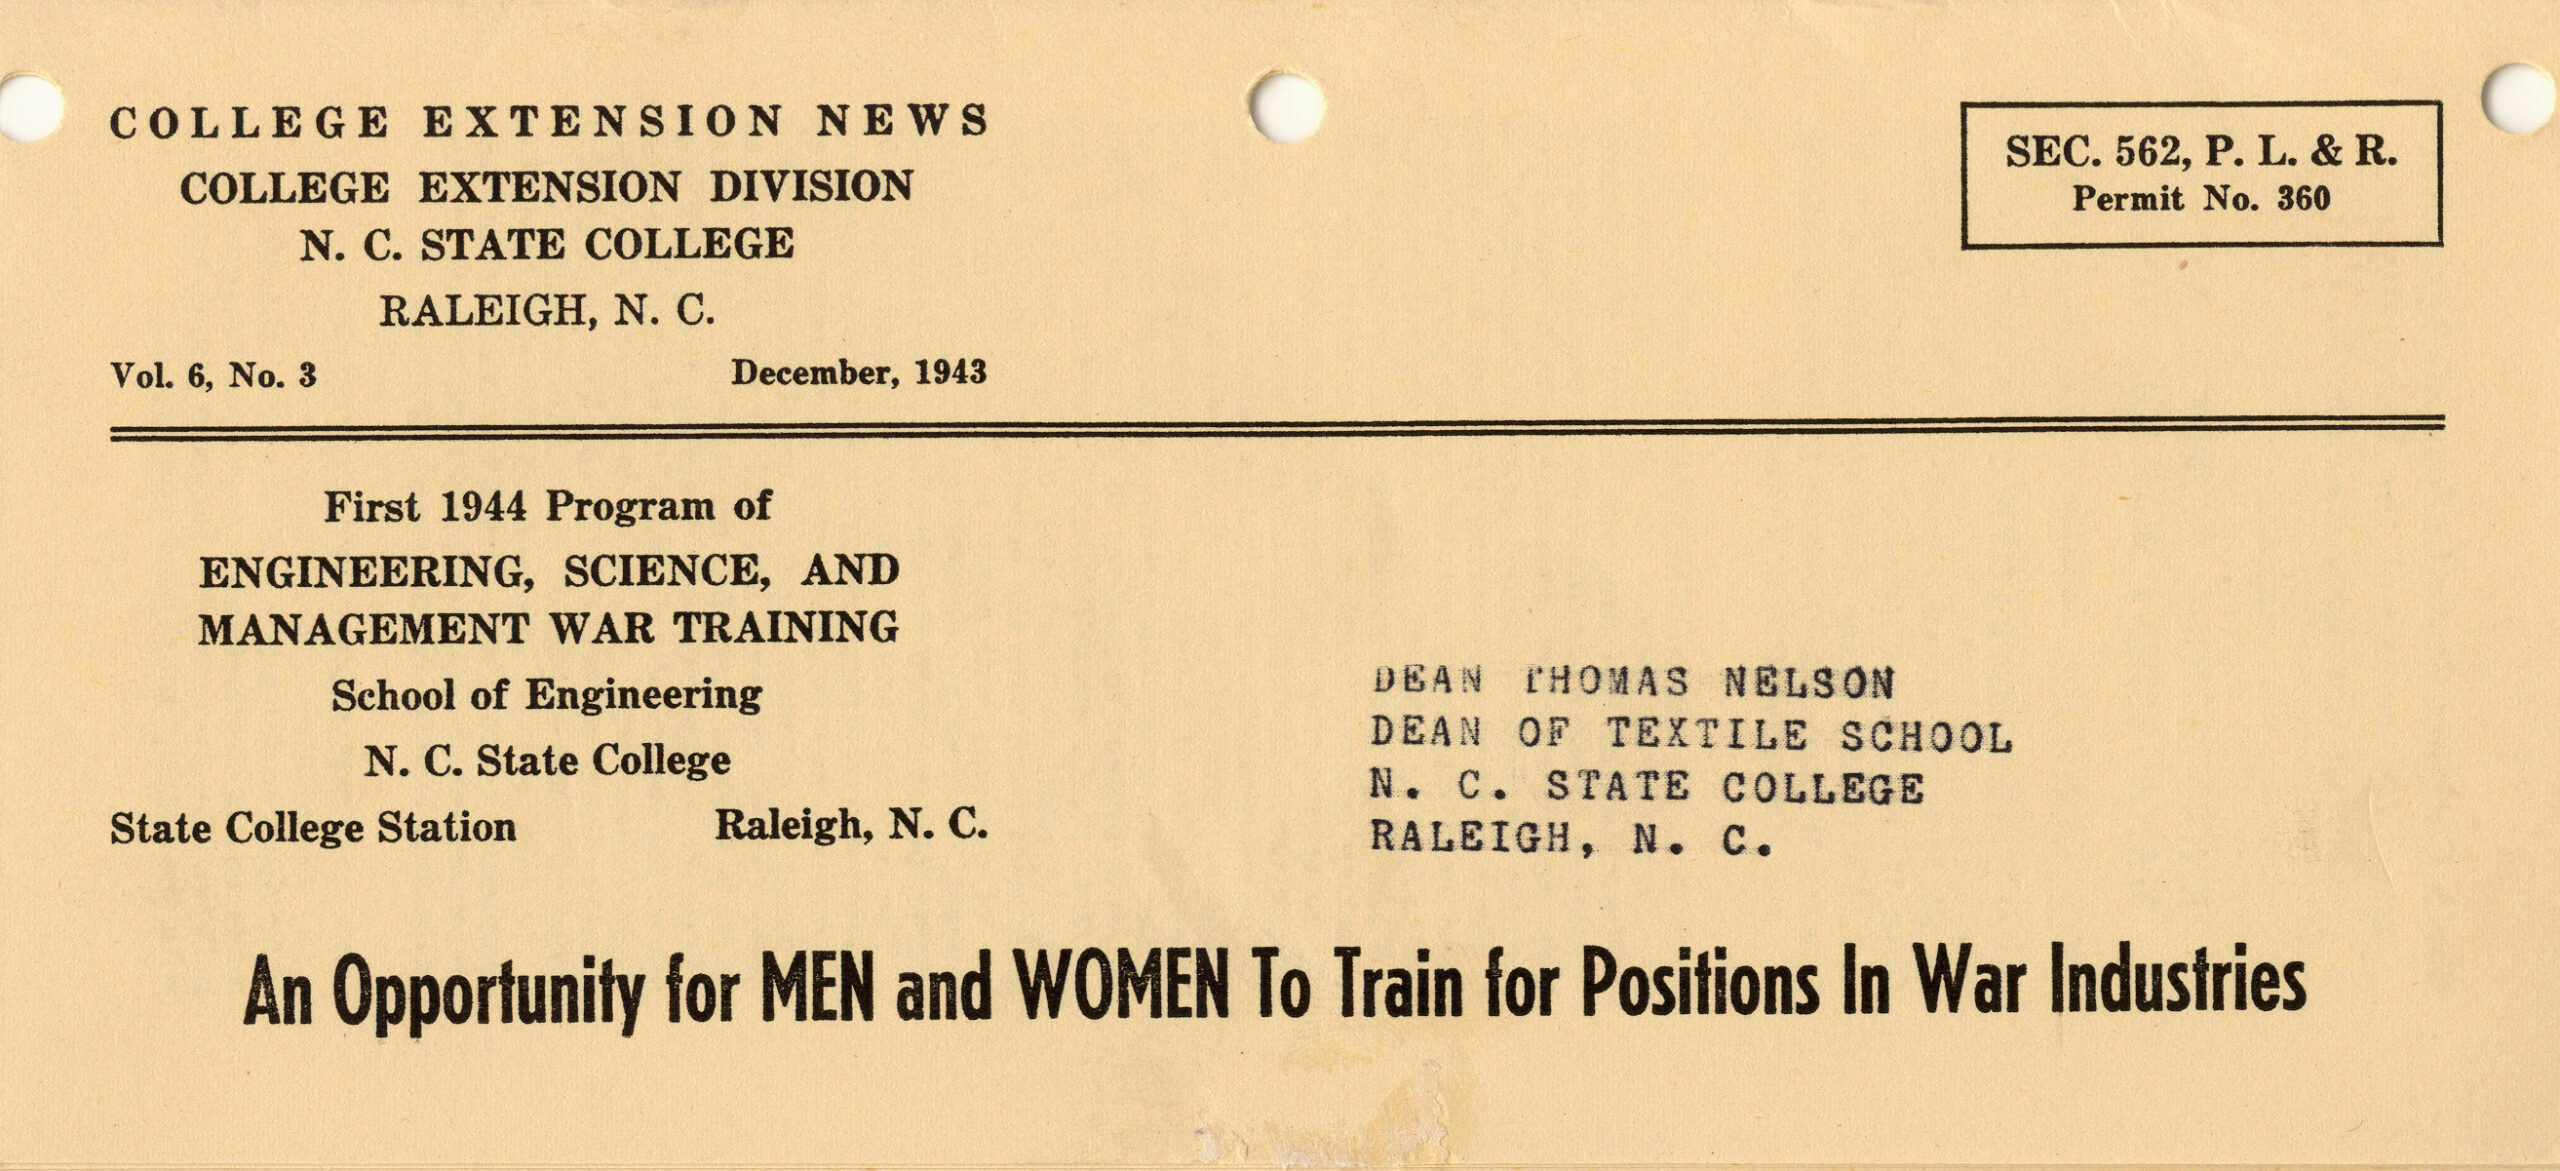 COLLEGE EXTENSION NEWS
COLLEGE EXTENSION DIVISION
N. C. STATE COLLEGE
RALEIGH, N. C.
Vol. 6, No. 3 December, 1943
SEC. 562, P. L. & R.
Permit No. 360
First 1944 Program of
ENGINEERING, SCIENCE, AND
MANAGEMENT WAR TRAINING
School of Engineering
N. C. State College
State College Station Raleigh, N. C.
DEAN THOMAS NELSON
DEAN OF TEXTILE SCHOOL
N. C. STATE COLLEGE
RALEIGH, N. C.
An Opportunity for MEN and WOMEN To Train for Positions In War Industries